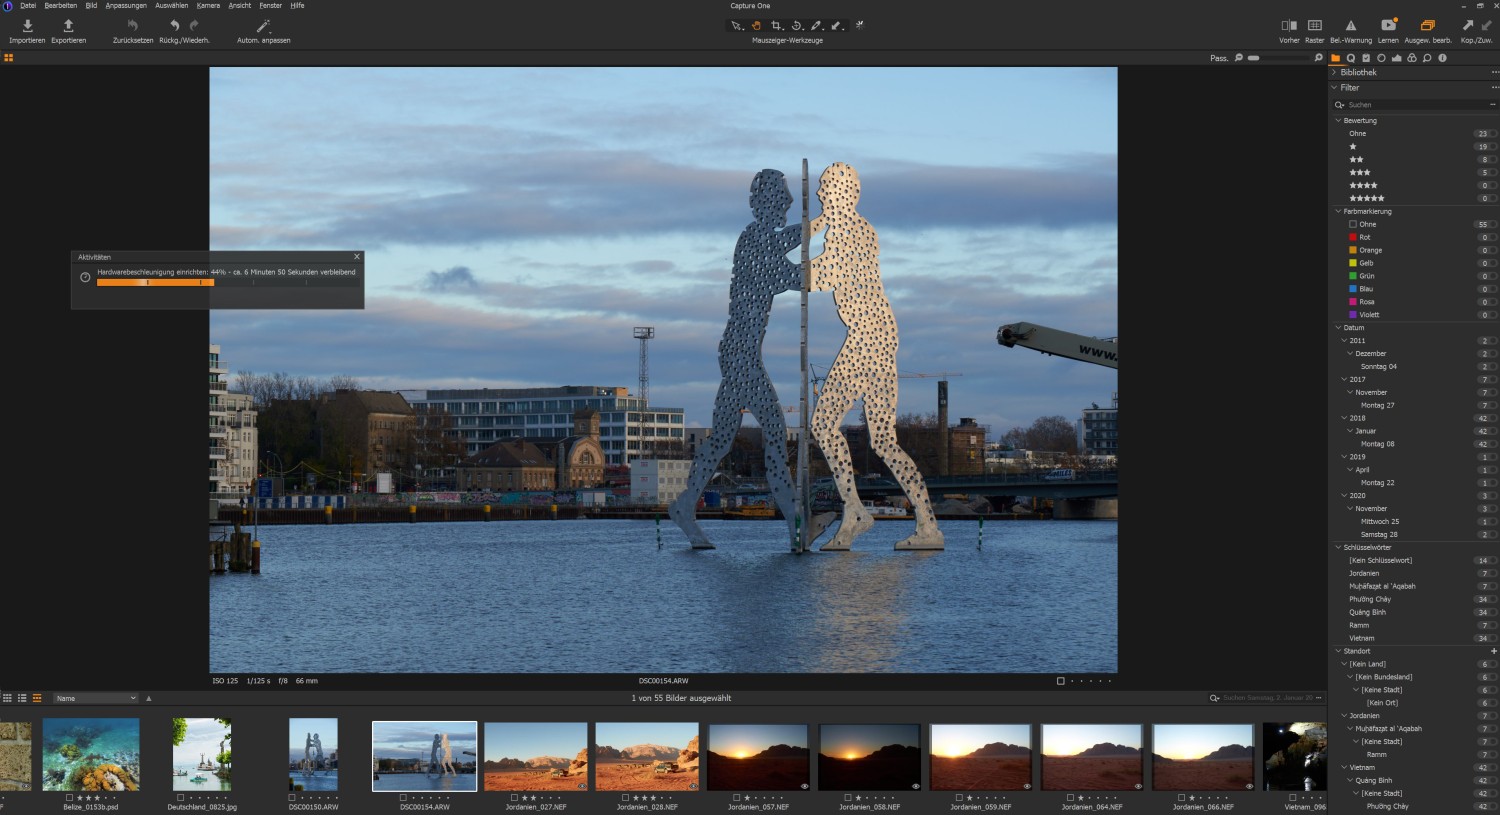 Datei Bearbeiten Bild Anpassungen Auswählen Kamera Ansicht Fenster Hilfe
Capture One
Importieren Exportieren Zurücksetzen Rückg./Wiederh. Autom. anpassen
Mauszeiger-Werkzeuge
Vorher Raster Bel.-Warnung Lernen Ausgew. bearb. Kop./Zuw.
Pass.
Aktivitäten
Hardwarebeschleunigung einrichten: 44% - ca. 6 Minuten 50 Sekunden verbleibend
www.
ISO 125 1/125 s f/8 66 mm
DSC00154.ARW
Name
1 von 55 Bilder ausgewählt
Suchen Samstag 2. Januar 20
Belize_0153b.psd
Deutschland_0825.jpg
DSC00150.ARW
DSC00154.ARW
Jordanien_027.NEF
Jordanien_028.NEF
Jordanien_057.NEF
Jordanien_058.NEF
Jordanien_059.NEF
Jordanien_064.NEF
Jordanien_066.NEF
Vietnam_096
Bibliothek
Filter
Suchen
Bewertung
Ohne 23
★ 19
★★ 8
★★★ 5
★★★★ 0
★★★★★ 0
Farbmarkierung
Ohne 55
Rot 0
Orange 0
Gelb 0
Grün 0
Blau 0
Rosa 0
Violett 0
Datum
2011 2
Dezember 2
Sonntag 04 2
2017 7
November 7
Montag 27 7
2018 42
Januar 42
Montag 08 42
2019 1
April 1
Montag 22 1
2020 3
November 3
Mittwoch 25 1
Samstag 28 2
Schlüsselwörter
[Kein Schlüsselwort] 14
Jordanien 7
Muḩāfaz̧at al ‘Aqabah 7
Phường Chày 34
Quảng Bình 34
Ramm 7
Vietnam 34
Standort
[Kein Land] 6
[Kein Bundesland] 6
[Keine Stadt] 6
[Kein Ort] 6
Jordanien 7
Muḩāfaz̧at al ‘Aqabah 7
[Keine Stadt] 7
Ramm 7
Vietnam 42
Quảng Bình 42
[Keine Stadt] 42
Phường Chày 42